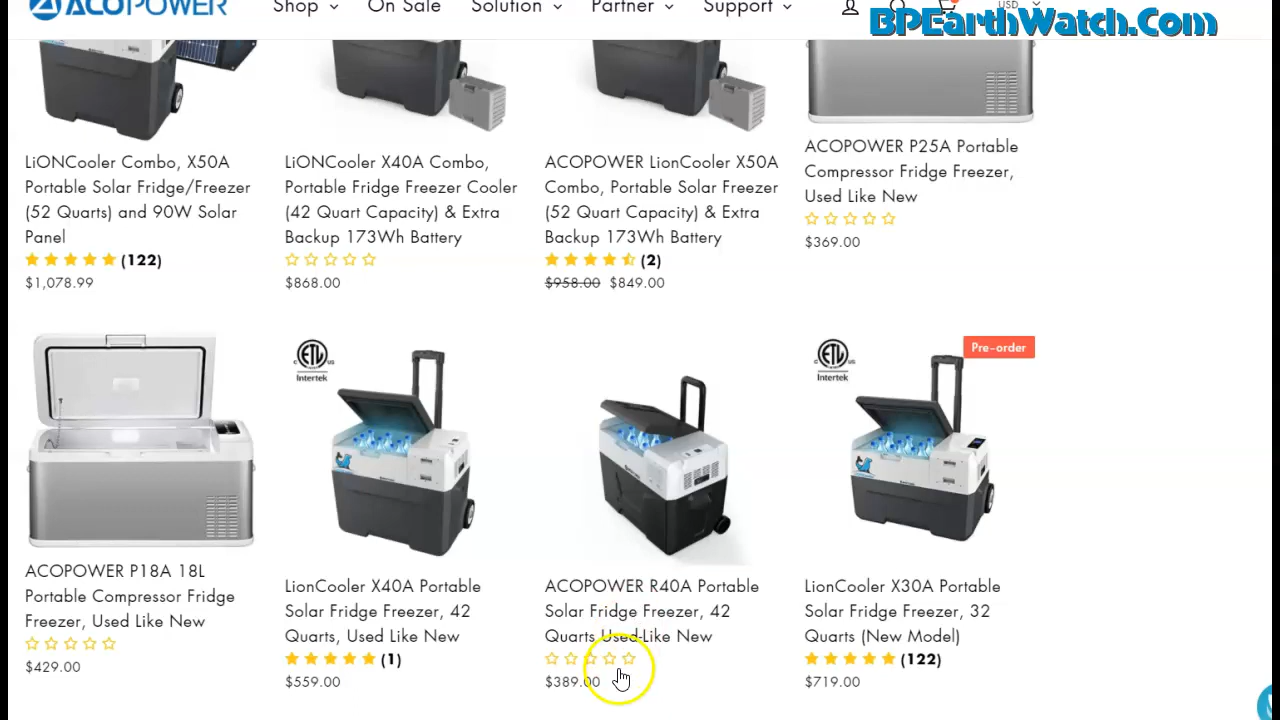 ACOPOWER
Shop
On Sale
Solution
Partner
Support
USD
BPEarthWatch.Com
LiONCooler Combo, X50A
Portable Solar Fridge/Freezer
(52 Quarts) and 90W Solar
Panel
(122)
$1,078.99
LiONCooler X40A Combo,
Portable Fridge Freezer Cooler
(42 Quart Capacity) & Extra
Backup 173Wh Battery
$868.00
ACOPOWER LionCooler X50A
Combo, Portable Solar Freezer
(52 Quart Capacity) & Extra
Backup 173Wh Battery
(2)
$958.00 $849.00
ACOPOWER P25A Portable
Compressor Fridge Freezer,
Used Like New
$369.00
ACOPOWER P18A 18L
Portable Compressor Fridge
Freezer, Used Like New
$429.00
ETL
C US
Intertek
LionCooler X40A Portable
Solar Fridge Freezer, 42
Quarts, Used Like New
(1)
$559.00
ACOPOWER R40A Portable
Solar Fridge Freezer, 42
Quarts Used-Like New
$389.00
ETL
C US
Intertek
Pre-order
LionCooler X30A Portable
Solar Fridge Freezer, 32
Quarts (New Model)
(122)
$719.00